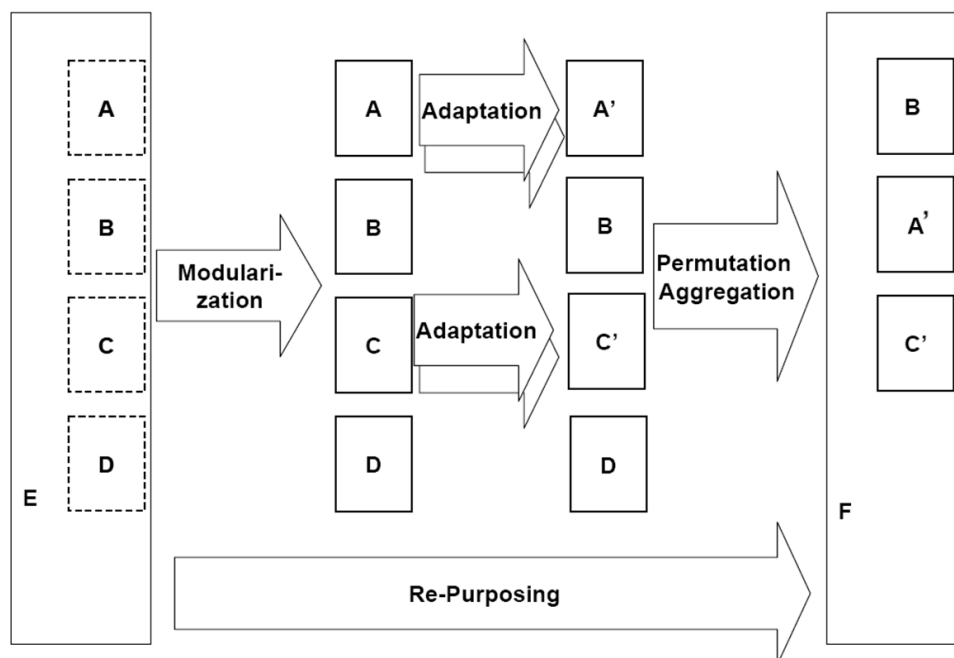 A
B
C
D
E
Modulari-
zation
A
B
C
D
Adaptation
Adaptation
A’
B
C’
D
Permutation
Aggregation
B
A’
C’
F
Re-Purposing